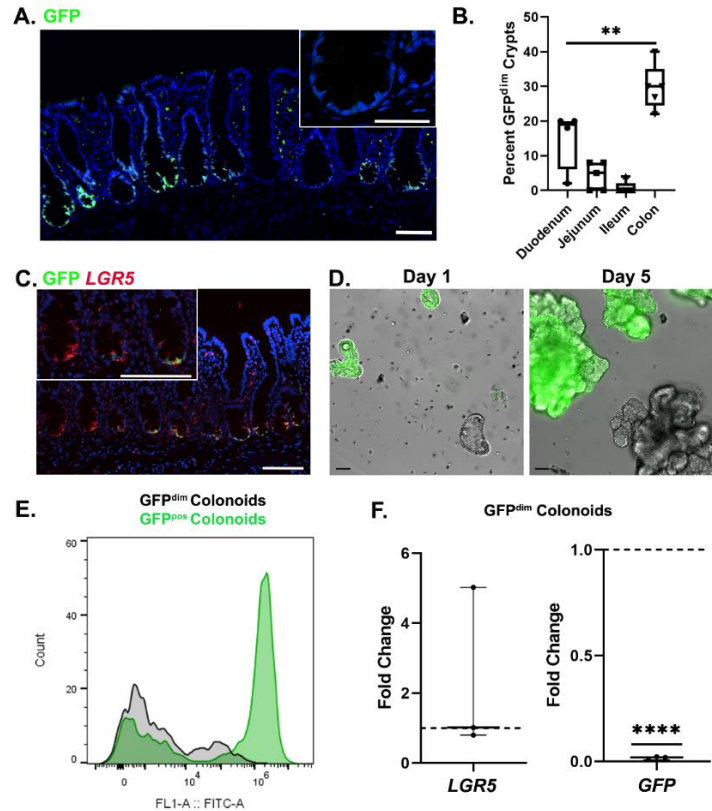 A.
GFP
B.
**
Percent GFPdim Crypts
50
40
30
20
10
0
Duodenum
Jejunum
Ileum
Colon
C. GFP LGR5
D.
Day 1
Day 5
E.
GFPdim Colonoids
GFPpos Colonoids
Count
60
40
20
0
0
10^4
10^6
FL1-A :: FITC-A
F.
GFPdim Colonoids
Fold Change
6
4
2
0
LGR5
Fold Change
1.0
0.5
0.0
****
GFP